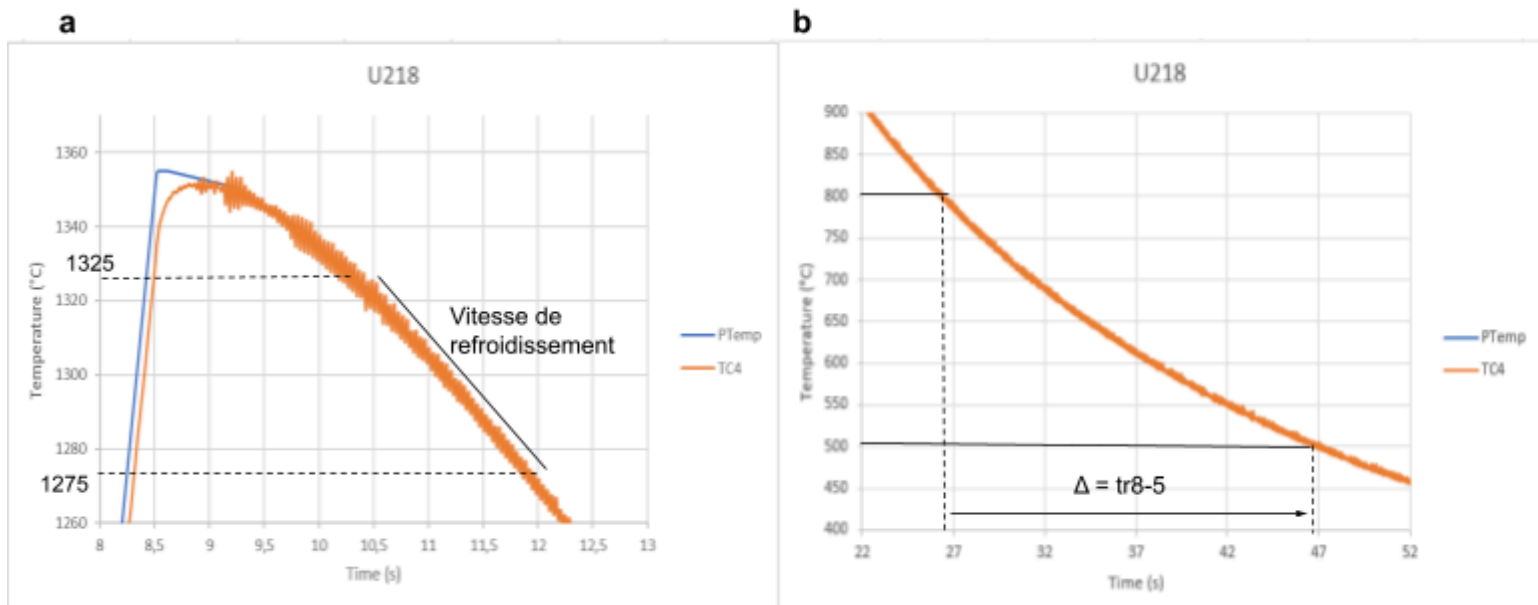 a
U218
1360
1340
1325
1320
1300
1280
1275
1260
Temperature (°C)
Vitesse de
refroidissement
PTemp
TC4
8
8,5
9
9,5
10
10,5
11
11,5
12
12,5
13
Time (s)
b
U218
900
850
800
750
700
650
600
550
500
450
400
Temperature (°C)
Δ = tr8-5
PTemp
TC4
22
27
32
37
42
47
52
Time (s)